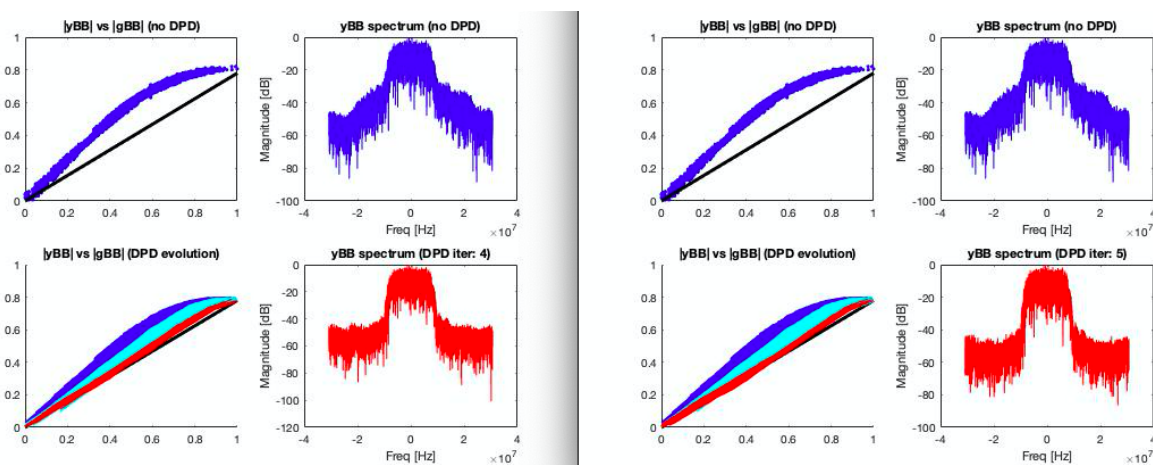 |yBB| vs |gBB| (no DPD)
1
0.8
0.6
0.4
0.2
0
0 0.2 0.4 0.6 0.8 1
yBB spectrum (no DPD)
Magnitude [dB]
0
-20
-40
-60
-80
-100
-4 -2 0 2 4
Freq [Hz] ×10⁷
|yBB| vs |gBB| (no DPD)
1
0.8
0.6
0.4
0.2
0
0 0.2 0.4 0.6 0.8 1
yBB spectrum (no DPD)
Magnitude [dB]
0
-20
-40
-60
-80
-100
-4 -2 0 2 4
Freq [Hz] ×10⁷
|yBB| vs |gBB| (DPD evolution)
1
0.8
0.6
0.4
0.2
0
0 0.2 0.4 0.6 0.8 1
yBB spectrum (DPD iter: 4)
Magnitude [dB]
0
-20
-40
-60
-80
-100
-120
-4 -2 0 2 4
Freq [Hz] ×10⁷
|yBB| vs |gBB| (DPD evolution)
1
0.8
0.6
0.4
0.2
0
0 0.2 0.4 0.6 0.8 1
yBB spectrum (DPD iter: 5)
Magnitude [dB]
0
-20
-40
-60
-80
-100
-4 -2 0 2 4
Freq [Hz] ×10⁷